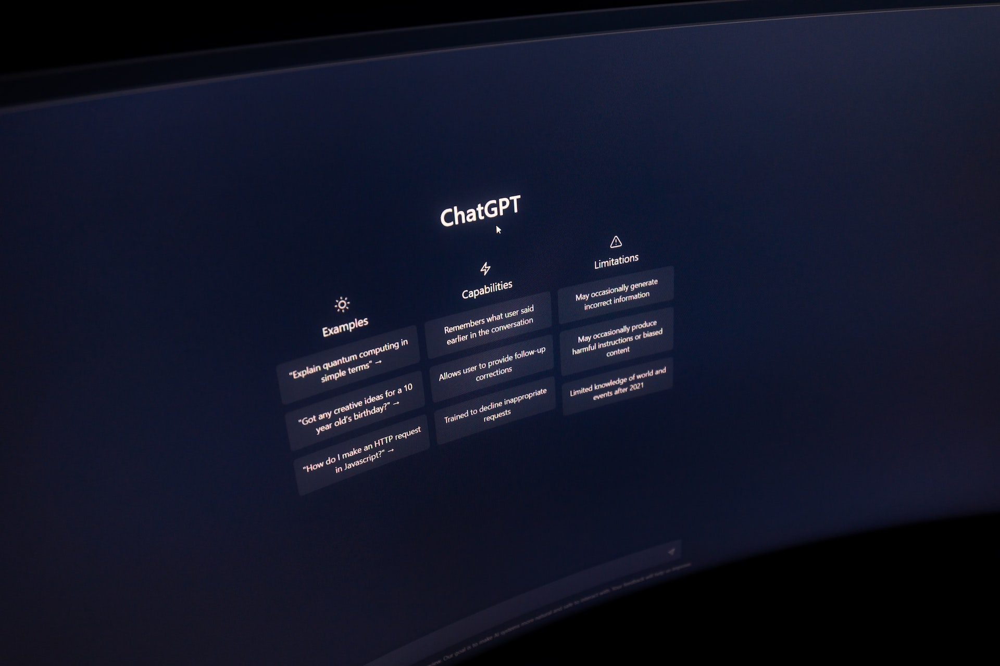 ChatGPT
Examples
"Explain quantum computing in
simple terms" →
"Got any creative ideas for a 10
year old's birthday?" →
"How do I make an HTTP request
in Javascript?" →
Capabilities
Remembers what user said
earlier in the conversation
Allows user to provide follow-up
corrections
Trained to decline inappropriate
requests
Limitations
May occasionally generate
incorrect information
May occasionally produce
harmful instructions or biased
content
Limited knowledge of world and
events after 2021
Our goal is to make AI systems more natural and safe to interact with. Your feedback will help us improve